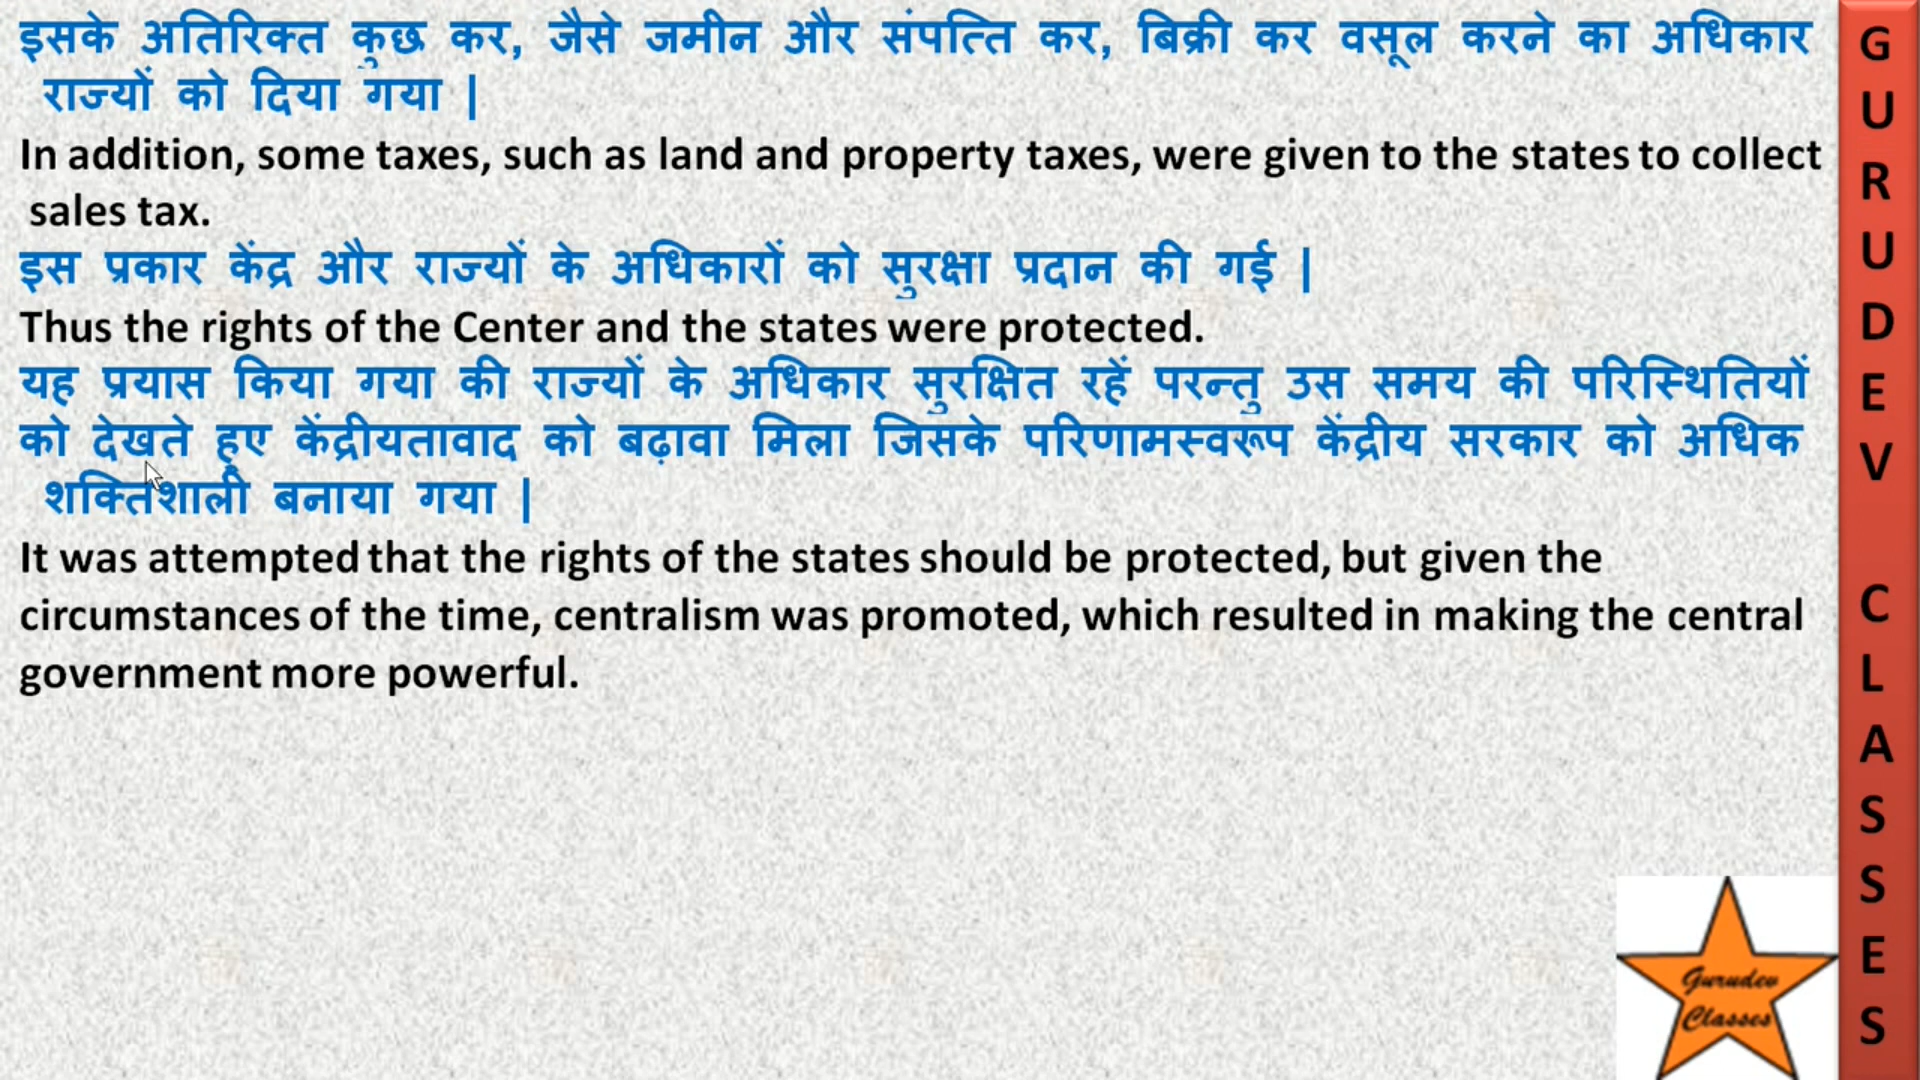 इसके अतिरिक्त कुछ कर, जैसे जमीन और संपत्ति कर, बिक्री कर वसूल करने का अधिकार
राज्यों को दिया गया |
In addition, some taxes, such as land and property taxes, were given to the states to collect
sales tax.
इस प्रकार केंद्र और राज्यों के अधिकारों को सुरक्षा प्रदान की गई |
Thus the rights of the Center and the states were protected.
यह प्रयास किया गया की राज्यों के अधिकार सुरक्षित रहें परन्तु उस समय की परिस्थितियों
को देखते हूए केंद्रीयतावाद को बढ़ावा मिला जिसके परिणामस्वरूप केंद्रीय सरकार को अधिक
शक्तिशाली बनाया गया |
It was attempted that the rights of the states should be protected, but given the
circumstances of the time, centralism was promoted, which resulted in making the central
government more powerful.
GURUDEV CLASSES
Gurudev
Classes